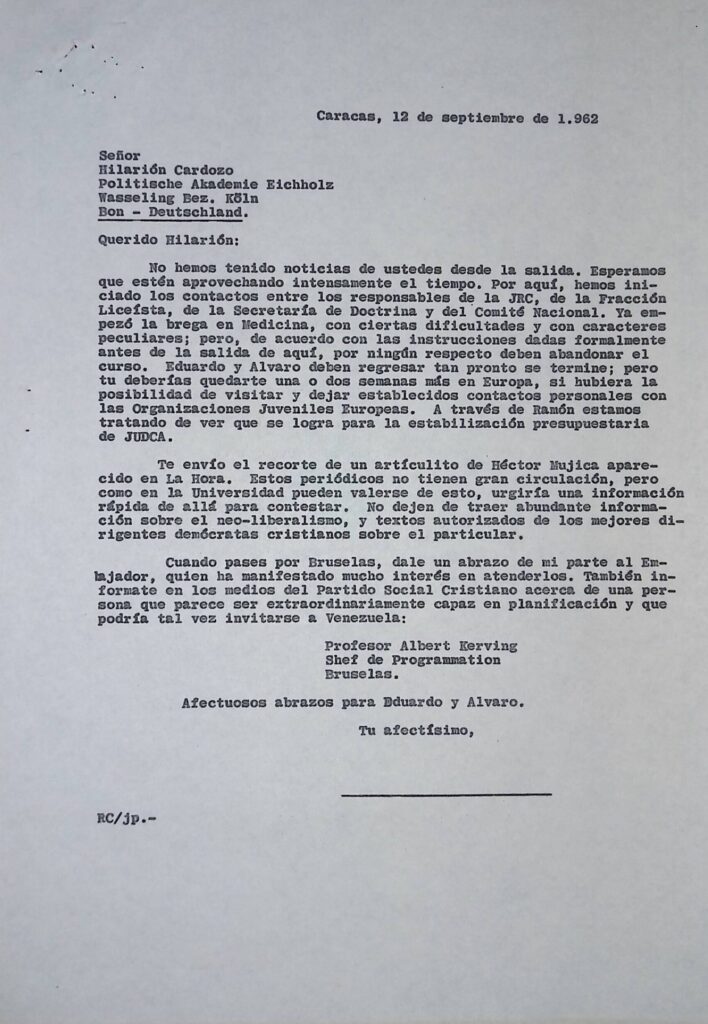 Caracas, 12 de septiembre de 1.962
Señor
Hilarión Cardozo
Politische Akademie Eichholz
Wasseling Bez. Köln
Bon - Deutschland.
Querido Hilarión:
No hemos tenido noticias de ustedes desde la salida. Esperamos
que estén aprovechando intensamente el tiempo. Por aquí, hemos ini-
ciado los contactos entre los responsables de la JRC, de la Fracción
Liceísta, de la Secretaría de Doctrina y del Comité Nacional. Ya em-
pezó la brega en Medicina, con ciertas dificultades y con caracteres
peculiares; pero, de acuerdo con las instrucciones dadas formalmente
antes de la salida de aquí, por ningún respecto deben abandonar el
curso. Eduardo y Alvaro deben regresar tan pronto se termine; pero
tu deberías quedarte una o dos semanas más en Europa, si hubiera la
posibilidad de visitar y dejar establecidos contactos personales con
las Organizaciones Juveniles Europeas. A través de Ramón estamos
tratando de ver que se logra para la estabilización presupuestaria
de JUDCA.
Te envío el recorte de un artículito de Héctor Mujica apare-
cido en La Hora. Estos periódicos no tienen gran circulación, pero
como en la Universidad pueden valerse de esto, urgiría una información
rápida de allá para contestar. No dejen de traer abundante informa-
ación sobre el neo-liberalismo, y textos autorizados de los mejores di-
rigentes demócratas cristianos sobre el particular.
Cuando pases por Bruselas, dale un abrazo de mi parte al Em-
bajador, quien ha manifestado mucho interés en atenderlos. También in-
formate en los medios del Partido Social Cristiano acerca de una per-
sona que parece ser extraordinariamente capaz en planificación y que
podría tal vez invitarse a Venezuela:
Profesor Albert Kerving
Shef de Programmation
Bruselas.
Afectuosos abrazos para Eduardo y Alvaro.
Tu afectísimo,
RC/jp.-